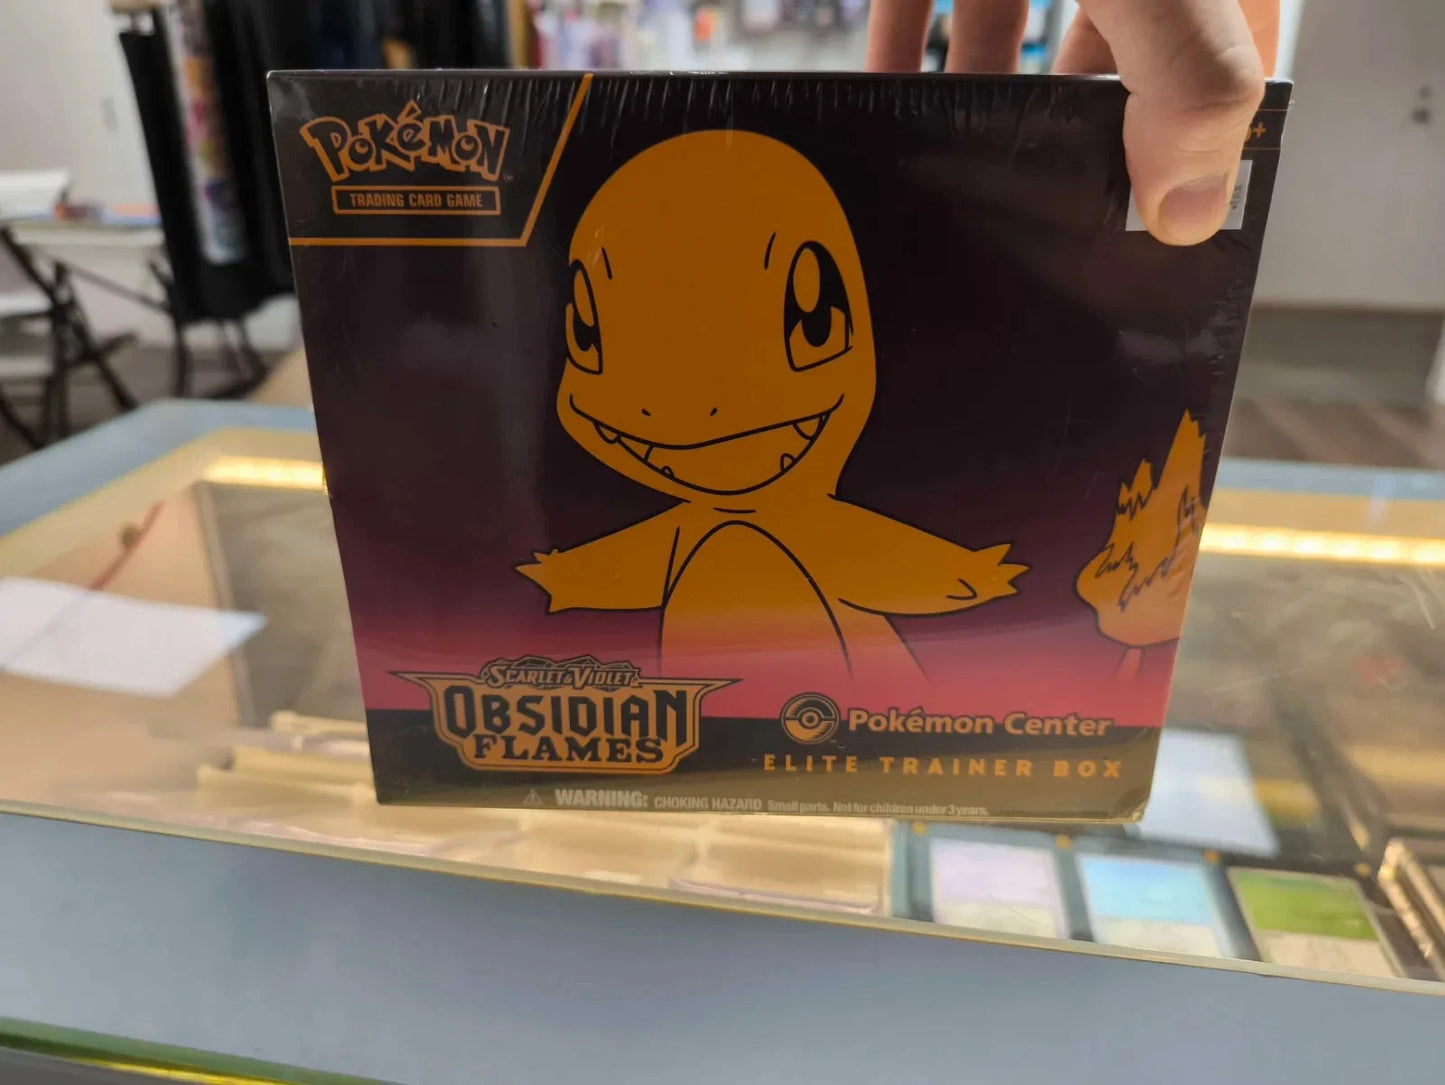 POKéMON
TRADING CARD GAME
SCARLET & VIOLET
OBSIDIAN
FLAMES
Pokémon Center
ELITE TRAINER BOX
WARNING: CHOKING HAZARD Small parts. Not for children under 3 years.